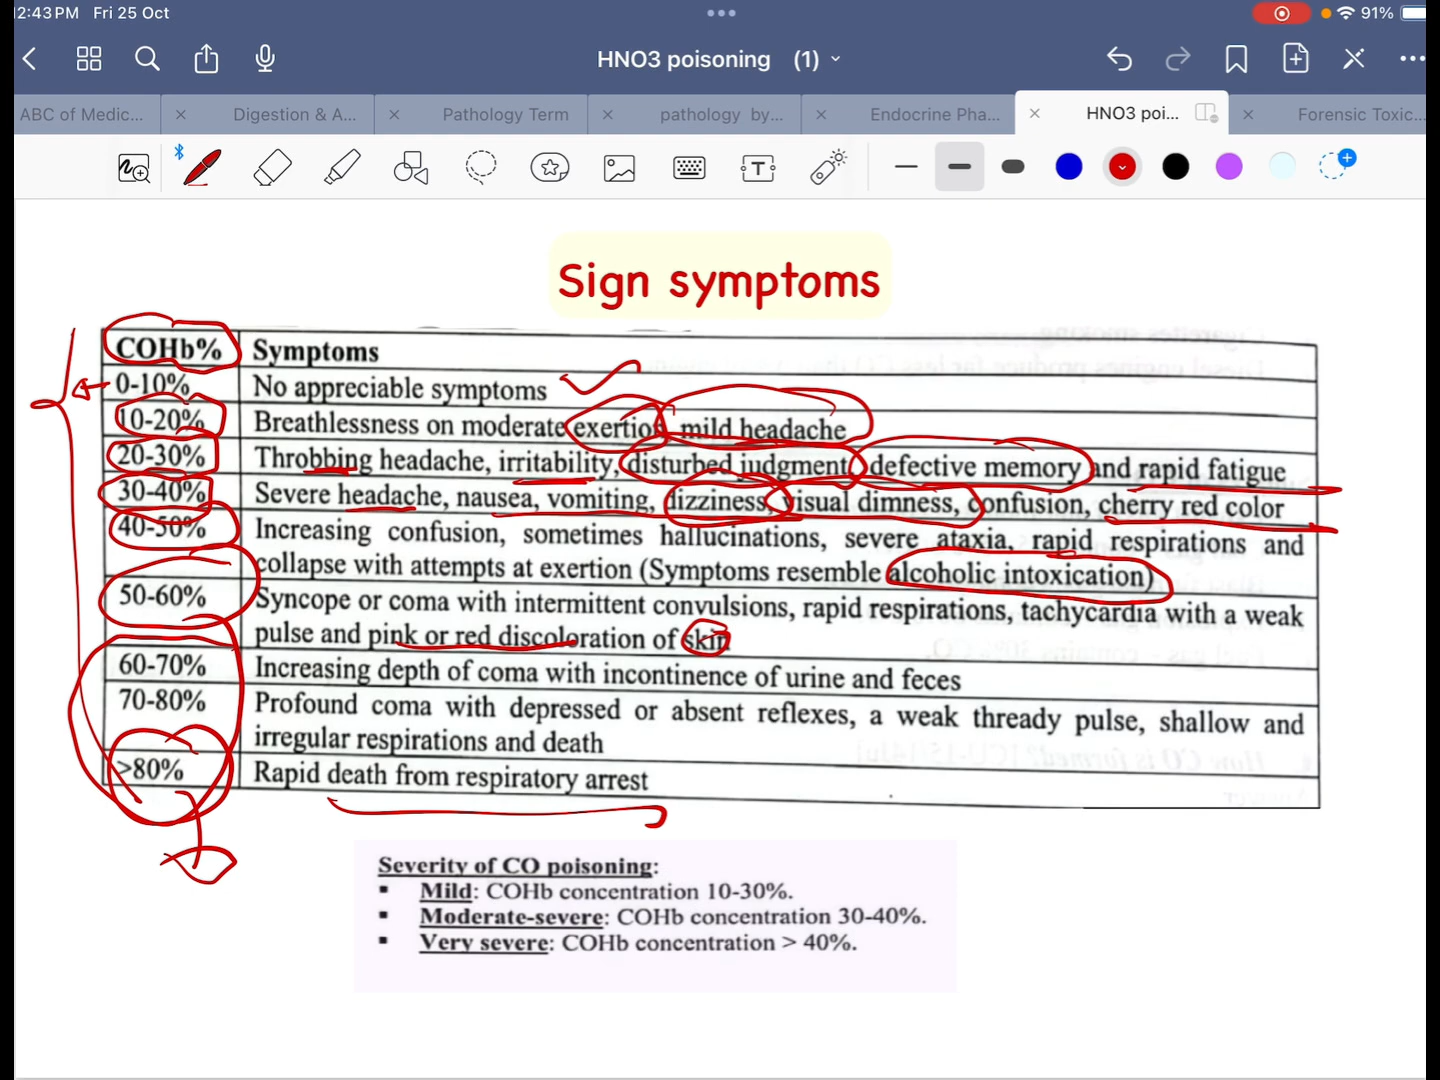 12:43 PM Fri 25 Oct
91%
HNO3 poisoning (1)
ABC of Medic...
Digestion & A...
Pathology Term
pathology by...
Endocrine Pha...
HNO3 poi...
Forensic Toxic...
T
Sign symptoms
COHb% Symptoms
0-10% No appreciable symptoms
10-20% Breathlessness on moderate exertion mild headache
20-30% Throbbing headache, irritability, disturbed judgment, defective memory and rapid fatigue
30-40% Severe headache, nausea, vomiting, dizziness, visual dimness, confusion, cherry red color
40-50% Increasing confusion, sometimes hallucinations, severe ataxia, rapid respirations and
collapse with attempts at exertion (Symptoms resemble alcoholic intoxication)
50-60% Syncope or coma with intermittent convulsions, rapid respirations, tachycardia with a weak
pulse and pink or red discoloration of skin
60-70% Increasing depth of coma with incontinence of urine and feces
70-80% Profound coma with depressed or absent reflexes, a weak thready pulse, shallow and
irregular respirations and death
>80% Rapid death from respiratory arrest
Severity of CO poisoning:
▪ Mild: COHb concentration 10-30%.
▪ Moderate-severe: COHb concentration 30-40%.
▪ Very severe: COHb concentration > 40%.